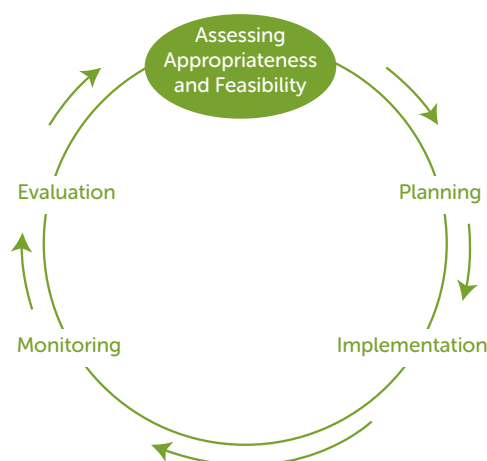 Assessing
Appropriateness
and Feasibility
Evaluation
Planning
Monitoring
Implementation